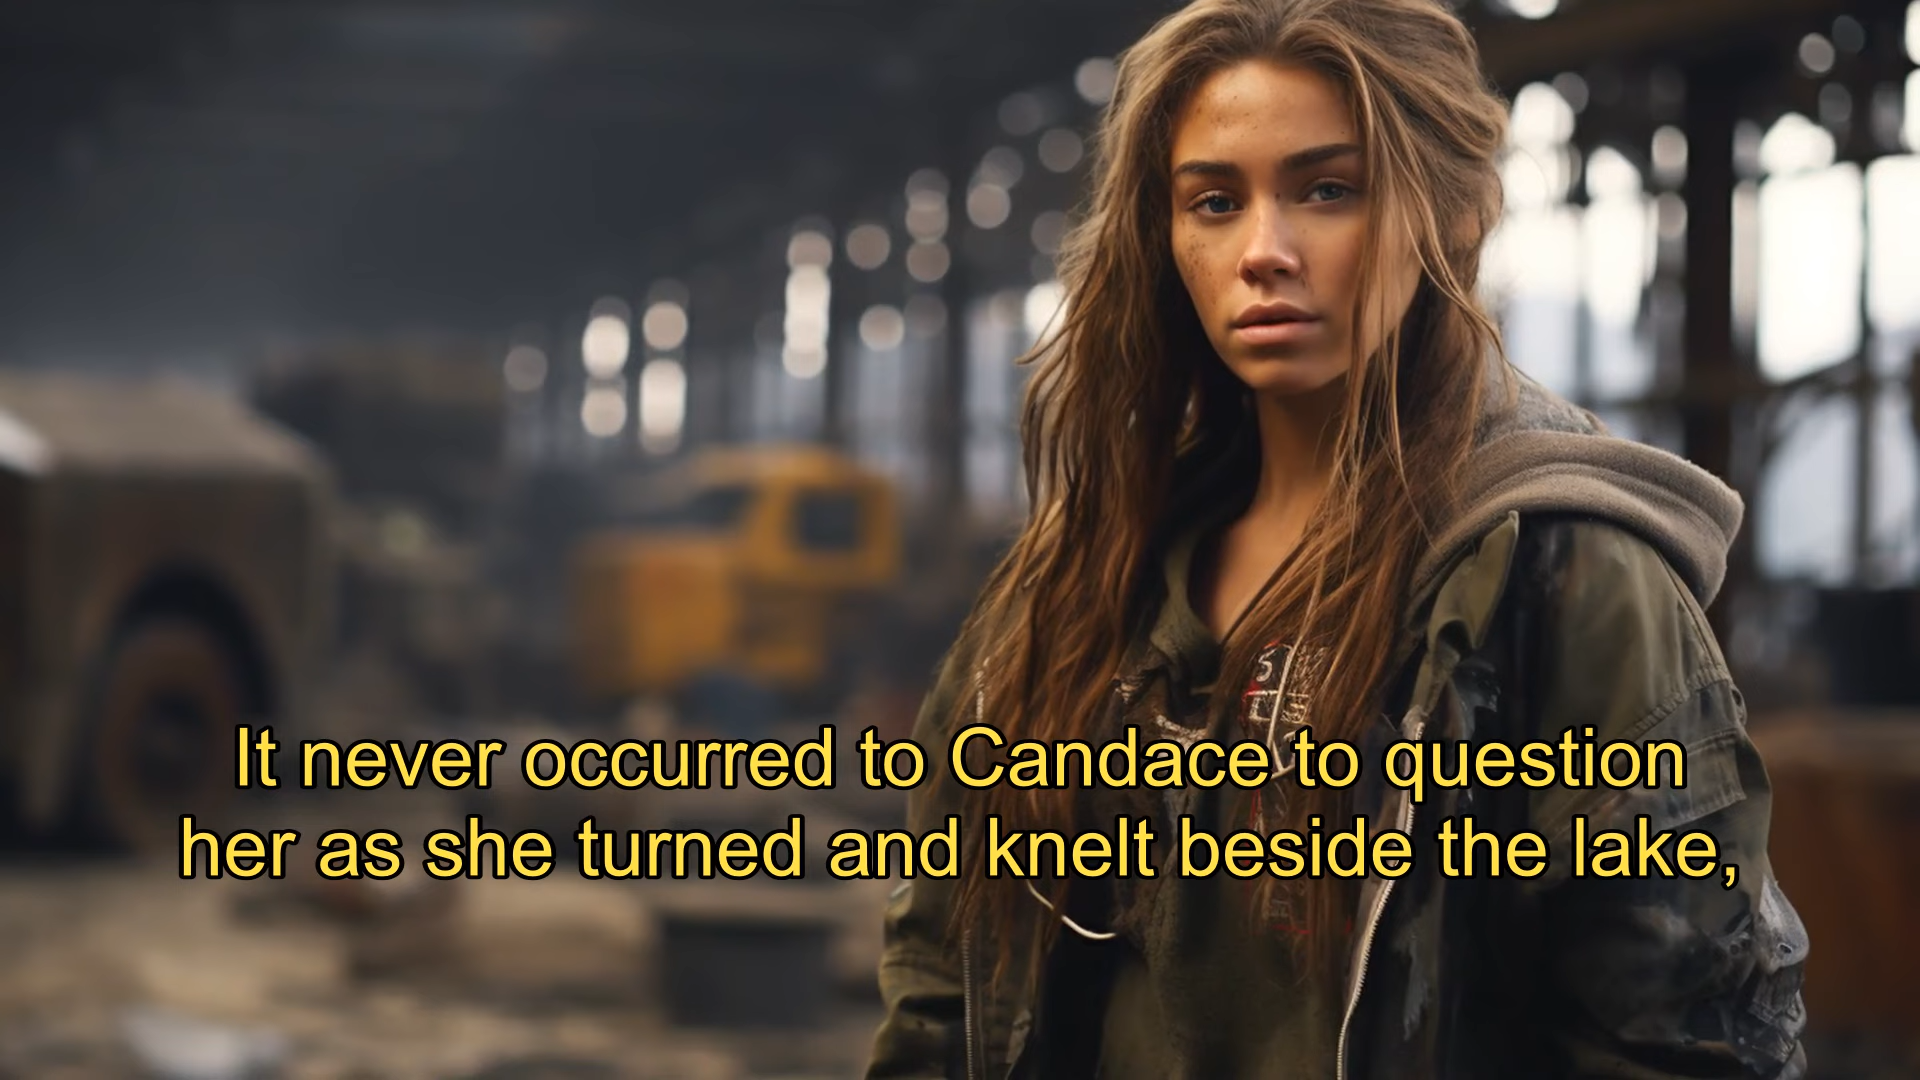 It never occurred to Candace to question
her as she turned and knelt beside the lake,